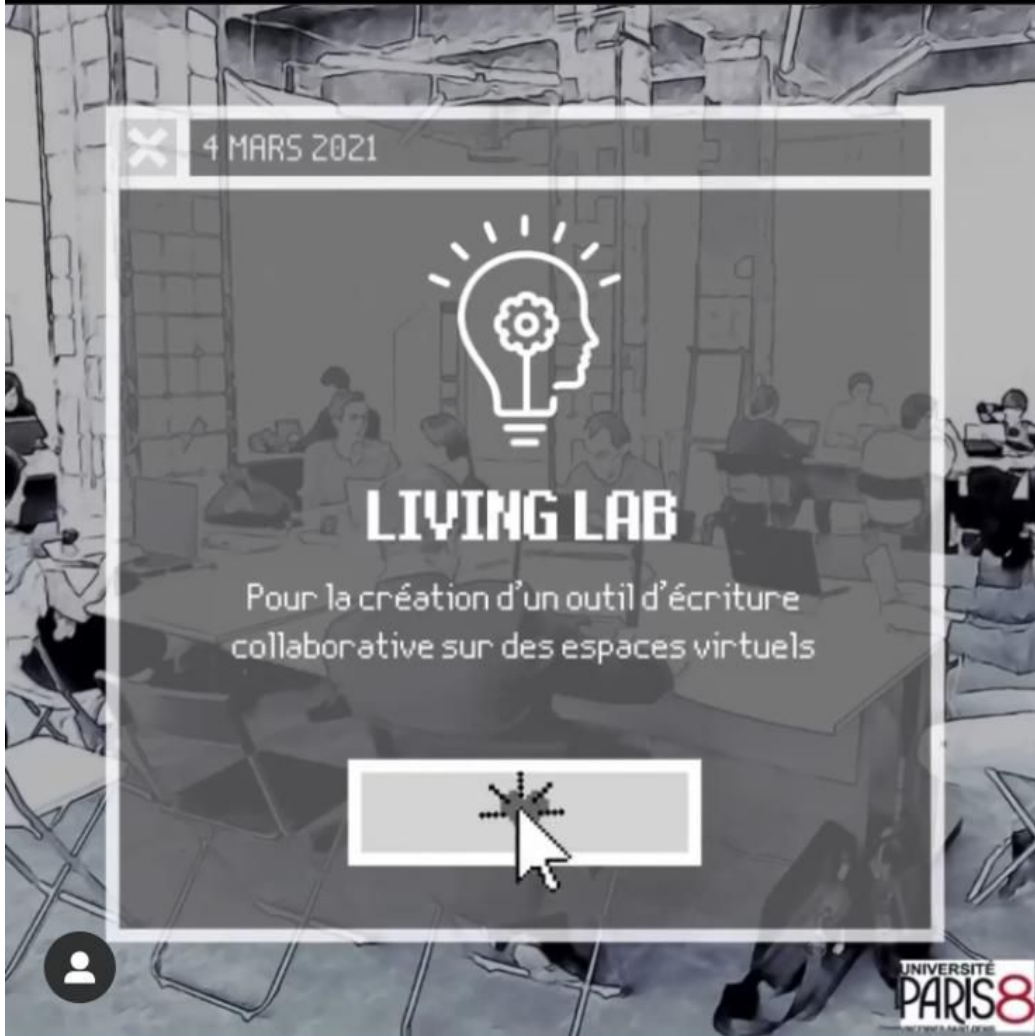 4 MARS 2021
LIVING LAB
Pour la création d'un outil d'écriture
collaborative sur des espaces virtuels
UNIVERSITÉ
PARIS8